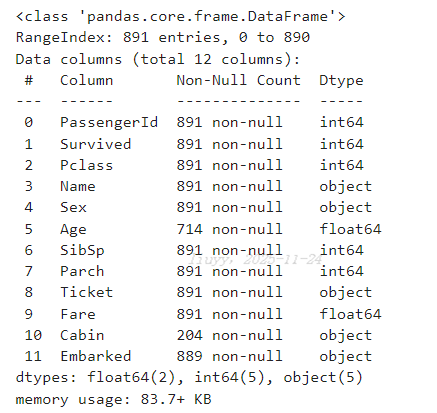 <class 'pandas.core.frame.DataFrame'>
RangeIndex: 891 entries, 0 to 890
Data columns (total 12 columns):
 #   Column       Non-Null Count  Dtype
---  ------       --------------  -----
 0   PassengerId  891 non-null    int64
 1   Survived     891 non-null    int64
 2   Pclass       891 non-null    int64
 3   Name         891 non-null    object
 4   Sex          891 non-null    object
 5   Age          714 non-null    float64
 6   SibSp        891 non-null    int64
 7   Parch        891 non-null    int64
 8   Ticket       891 non-null    object
 9   Fare         891 non-null    float64
 10  Cabin        204 non-null    object
 11  Embarked     889 non-null    object
dtypes: float64(2), int64(5), object(5)
memory usage: 83.7+ KB